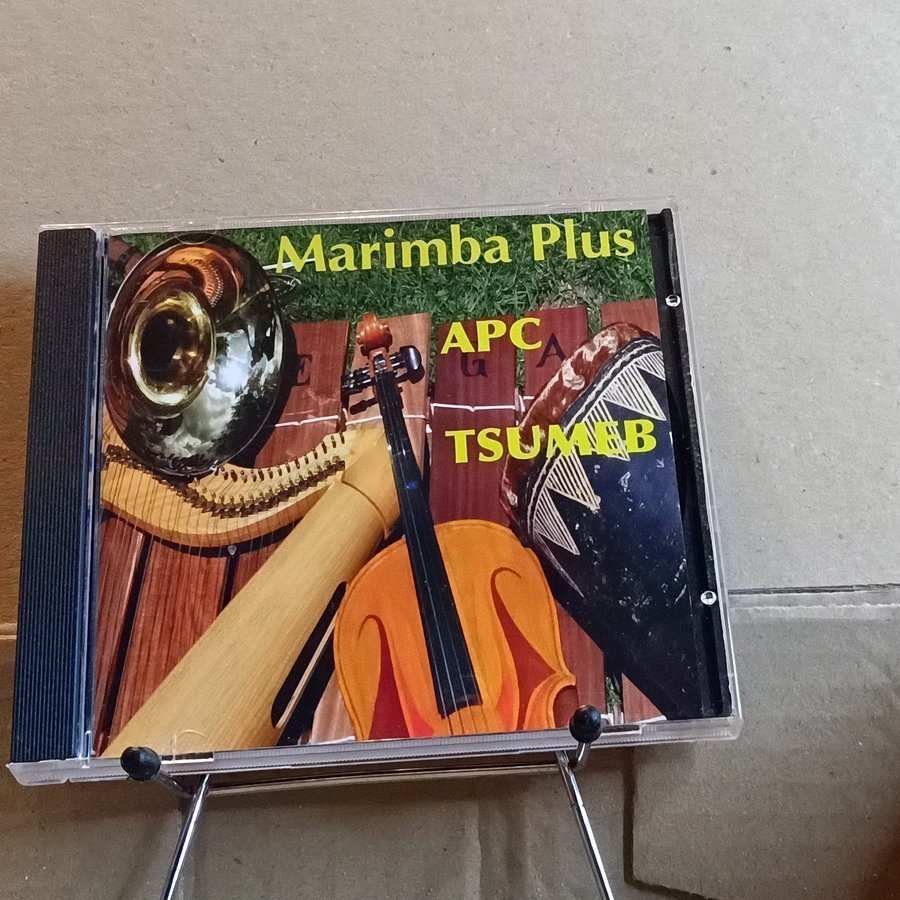 Marimba Plus
APC
E G A
TSUMEB